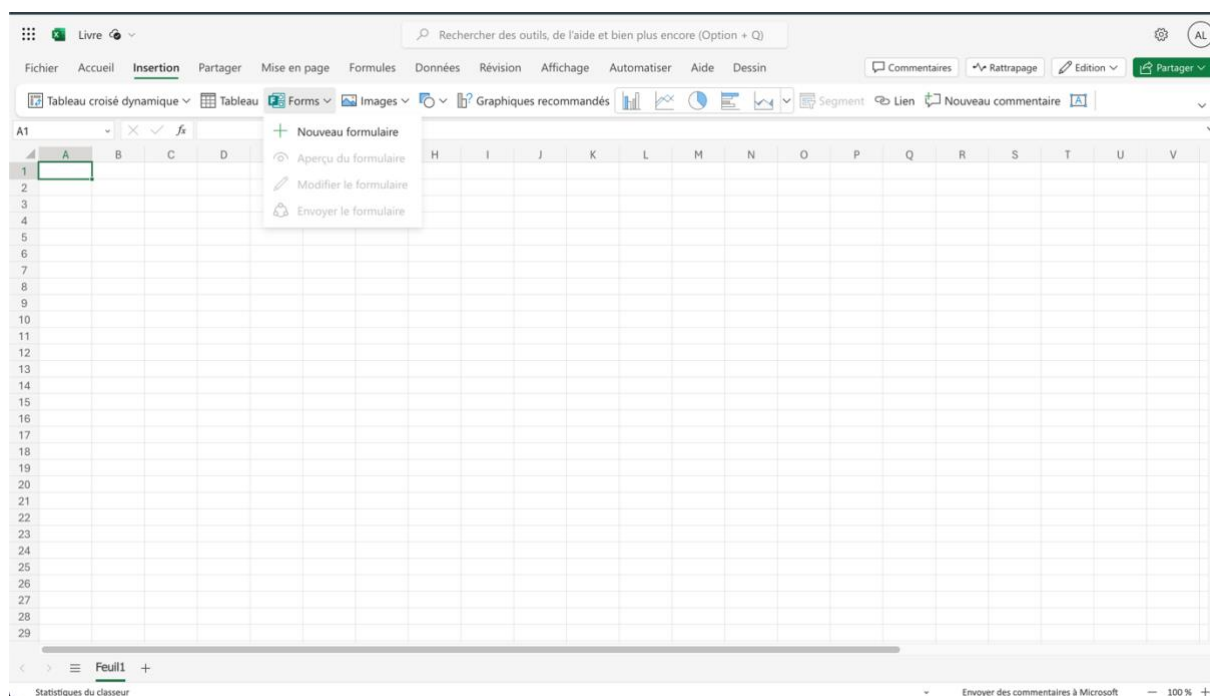 Livre
Rechercher des outils, de l'aide et bien plus encore (Option + Q)
AL
Fichier Accueil Insertion Partager Mise en page Formules Données Révision Affichage Automatiser Aide Dessin Commentaires Rattrapage Edition Partager
Tableau croisé dynamique Tableau Forms Images Graphiques recommandés Segment Lien Nouveau commentaire A
A1 fx
Nouveau formulaire
Aperçu du formulaire
Modifier le formulaire
Envoyer le formulaire
A B C D H I J K L M N O P Q R S T U V
1
2
3
4
5
6
7
8
9
10
11
12
13
14
15
16
17
18
19
20
21
22
23
24
25
26
27
28
29
Feuil1 +
Statistiques du classeur Envoyer des commentaires à Microsoft — 100 % +